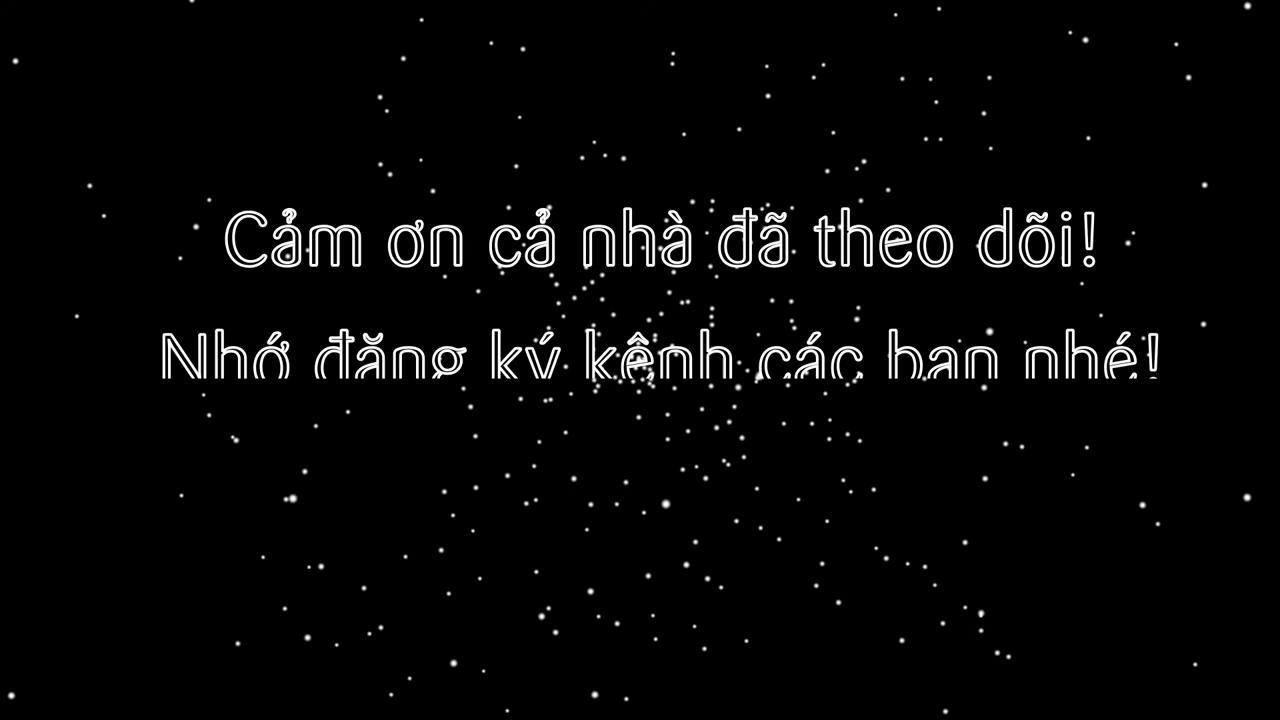 Cảm ơn cả nhà đã theo dõi!
Nhớ đăng ký kênh các bạn nhé!